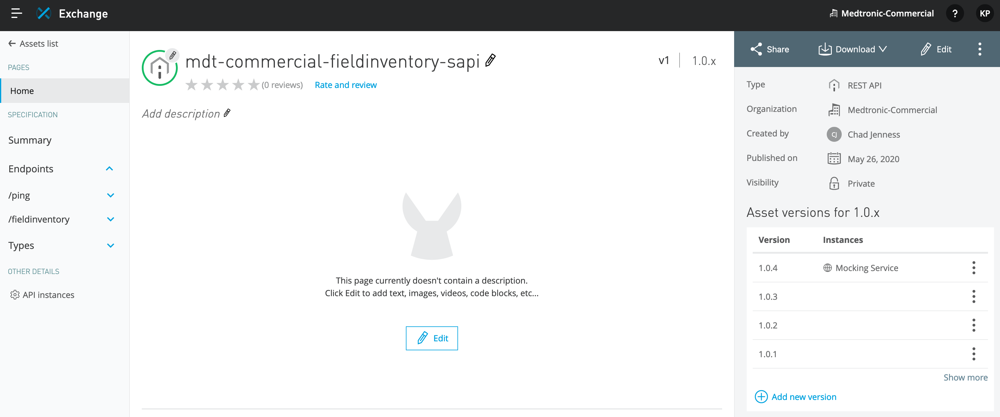 Exchange
Medtronic-Commercial
?
KP
Assets list
PAGES
Home
SPECIFICATION
Summary
Endpoints
/ping
/fieldinventory
Types
OTHER DETAILS
API instances
mdt-commercial-fieldinventory-sapi
v1
1.0.x
(0 reviews)
Rate and review
Add description
This page currently doesn't contain a description.
Click Edit to add text, images, videos, code blocks, etc...
Edit
Share
Download
Edit
Type
REST API
Organization
Medtronic-Commercial
Created by
CJ
Chad Jenness
Published on
May 26, 2020
Visibility
Private
Asset versions for 1.0.x
Version Instances
1.0.4 Mocking Service
1.0.3
1.0.2
1.0.1
Show more
Add new version